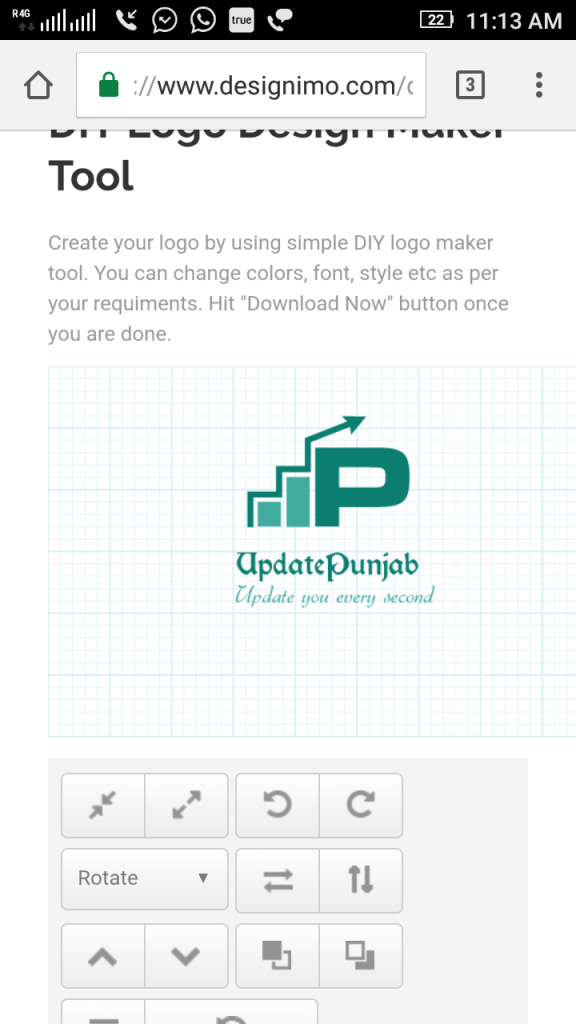 R4G
true
22
11:13 AM
://www.designimo.com/
3
DIY Logo Design Maker
Tool
Create your logo by using simple DIY logo maker
tool. You can change colors, font, style etc as per
your requiments. Hit "Download Now" button once
you are done.
P
UpdatePunjab
Update you every second
Rotate